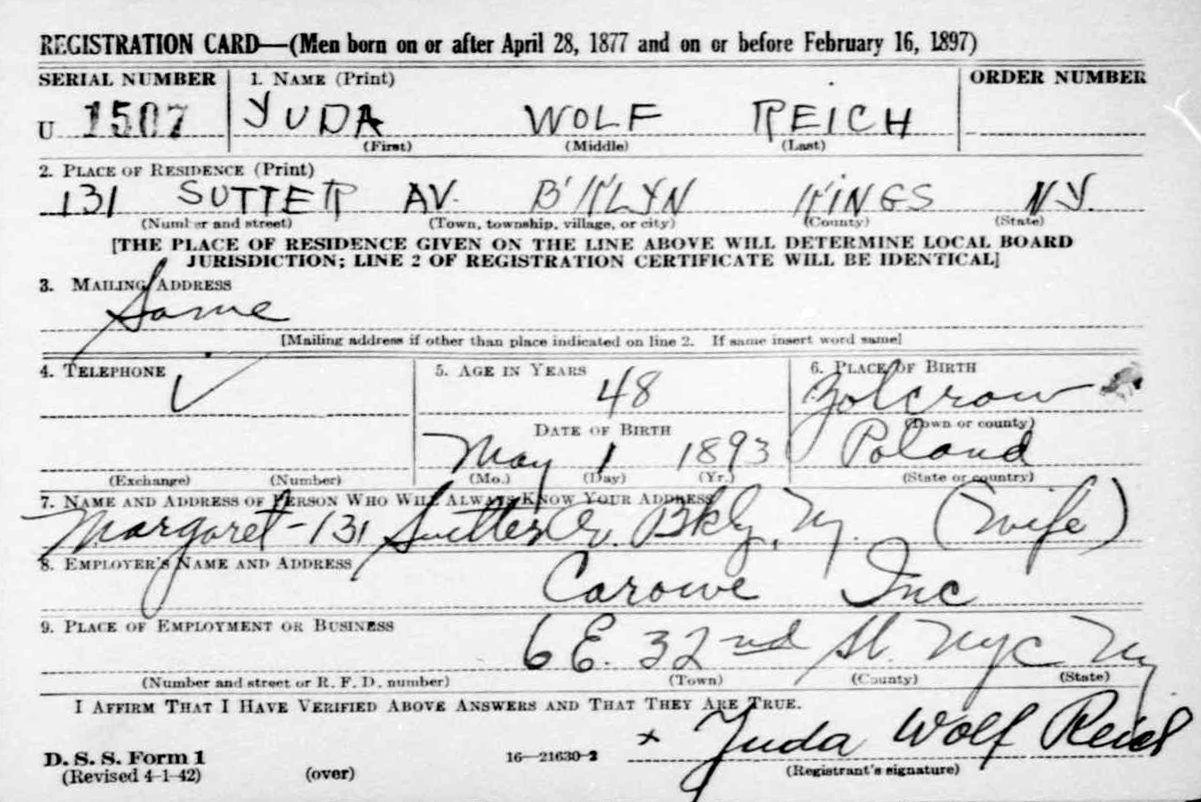 REGISTRATION CARD—(Men born on or after April 28, 1877 and on or before February 16, 1897)
SERIAL NUMBER 1. NAME (Print) ORDER NUMBER
U 1507 YUDA WOLF REICH
(First) (Middle) (Last)
2. PLACE OF RESIDENCE (Print)
131 SUTTER AV. B'KLYN KINGS N.Y.
(Number and street) (Town, township, village, or city) (County) (State)
[THE PLACE OF RESIDENCE GIVEN ON THE LINE ABOVE WILL DETERMINE LOCAL BOARD
JURISDICTION; LINE 2 OF REGISTRATION CERTIFICATE WILL BE IDENTICAL]
3. MAILING ADDRESS
Same
[Mailing address if other than place indicated on line 2. If same insert word same]
4. TELEPHONE 5. AGE IN YEARS 6. PLACE OF BIRTH
48 Zolcrow
DATE OF BIRTH (Town or county)
May 1 1893 Poland
(Exchange) (Number) (Mo.) (Day) (Yr.) (State or country)
7. NAME AND ADDRESS OF PERSON WHO WILL ALWAYS KNOW YOUR ADDRESS
Margaret - 131 Sutter Av. Bkly, Ny. (Wife)
8. EMPLOYER'S NAME AND ADDRESS
Carowe Inc
9. PLACE OF EMPLOYMENT OR BUSINESS
6 E. 32nd St. Nyc. Ny
(Number and street or R. F. D. number) (Town) (County) (State)
I AFFIRM THAT I HAVE VERIFIED ABOVE ANSWERS AND THAT THEY ARE TRUE.
* Yuda Wolf Reich
D. S. S. Form 1 16—21630-2
(Revised 4-1-42) (over) (Registrant's signature)